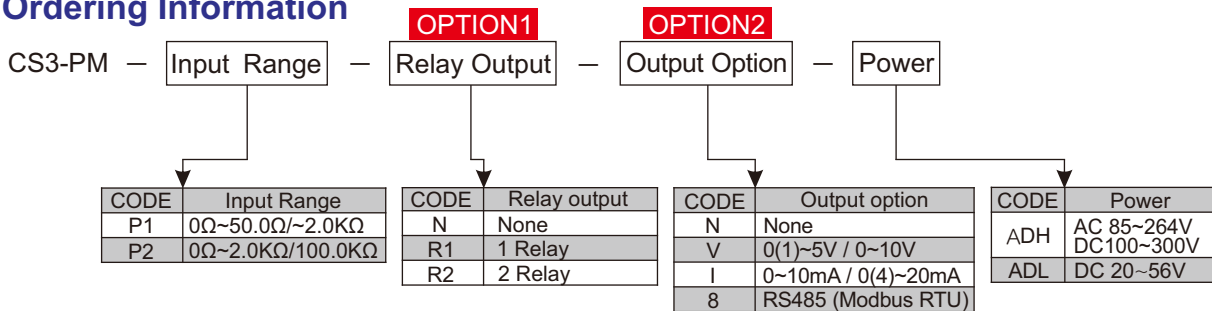 Ordering Information
OPTION1 OPTION2
CS3-PM — Input Range — Relay Output — Output Option — Power
CODE Input Range
P1 0Ω~50.0Ω/~2.0KΩ
P2 0Ω~2.0KΩ/100.0KΩ
CODE Relay output
N None
R1 1 Relay
R2 2 Relay
CODE Output option
N None
V 0(1)~5V / 0~10V
I 0~10mA / 0(4)~20mA
8 RS485 (Modbus RTU)
CODE Power
ADH AC 85~264V
DC100~300V
ADL DC 20~56V